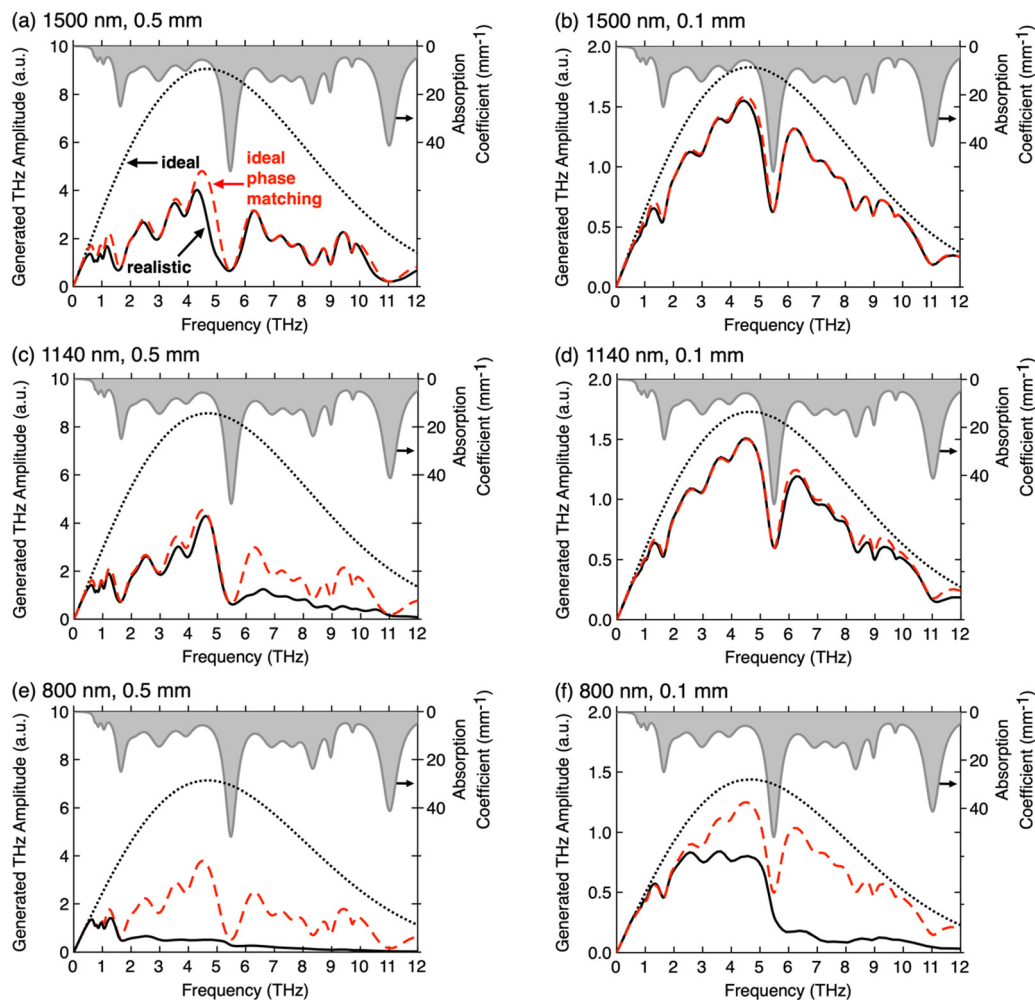 (a) 1500 nm, 0.5 mm
10
8
6
4
2
0
Generated THz Amplitude (a.u.)
0
20
40
Absorption
Coefficient (mm-1)
ideal
ideal
phase
matching
realistic
0 1 2 3 4 5 6 7 8 9 10 11 12
Frequency (THz)
(b) 1500 nm, 0.1 mm
2.0
1.5
1.0
0.5
0.0
Generated THz Amplitude (a.u.)
0
20
40
Absorption
Coefficient (mm-1)
0 1 2 3 4 5 6 7 8 9 10 11 12
Frequency (THz)
(c) 1140 nm, 0.5 mm
10
8
6
4
2
0
Generated THz Amplitude (a.u.)
0
20
40
Absorption
Coefficient (mm-1)
0 1 2 3 4 5 6 7 8 9 10 11 12
Frequency (THz)
(d) 1140 nm, 0.1 mm
2.0
1.5
1.0
0.5
0.0
Generated THz Amplitude (a.u.)
0
20
40
Absorption
Coefficient (mm-1)
0 1 2 3 4 5 6 7 8 9 10 11 12
Frequency (THz)
(e) 800 nm, 0.5 mm
10
8
6
4
2
0
Generated THz Amplitude (a.u.)
0
20
40
Absorption
Coefficient (mm-1)
0 1 2 3 4 5 6 7 8 9 10 11 12
Frequency (THz)
(f) 800 nm, 0.1 mm
2.0
1.5
1.0
0.5
0.0
Generated THz Amplitude (a.u.)
0
20
40
Absorption
Coefficient (mm-1)
0 1 2 3 4 5 6 7 8 9 10 11 12
Frequency (THz)